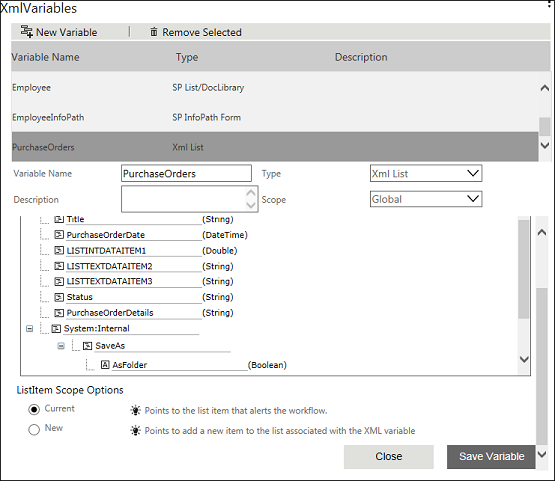 XmlVariables
New Variable Remove Selected
Variable Name Type Description
Employee SP List/DocLibrary
EmployeeInfoPath SP InfoPath Form
PurchaseOrders Xml List
Variable Name PurchaseOrders Type Xml List
Description Scope Global
Title (String)
PurchaseOrderDate (DateTime)
LISTINTDATAITEM1 (Double)
LISTTEXTDATAITEM2 (String)
LISTTEXTDATAITEM3 (String)
Status (String)
PurchaseOrderDetails (String)
System:Internal
SaveAs
A AsFolder (Boolean)
ListItem Scope Options
Current Points to the list item that alerts the workflow.
New Points to add a new item to the list associated with the XML variable
Close Save Variable